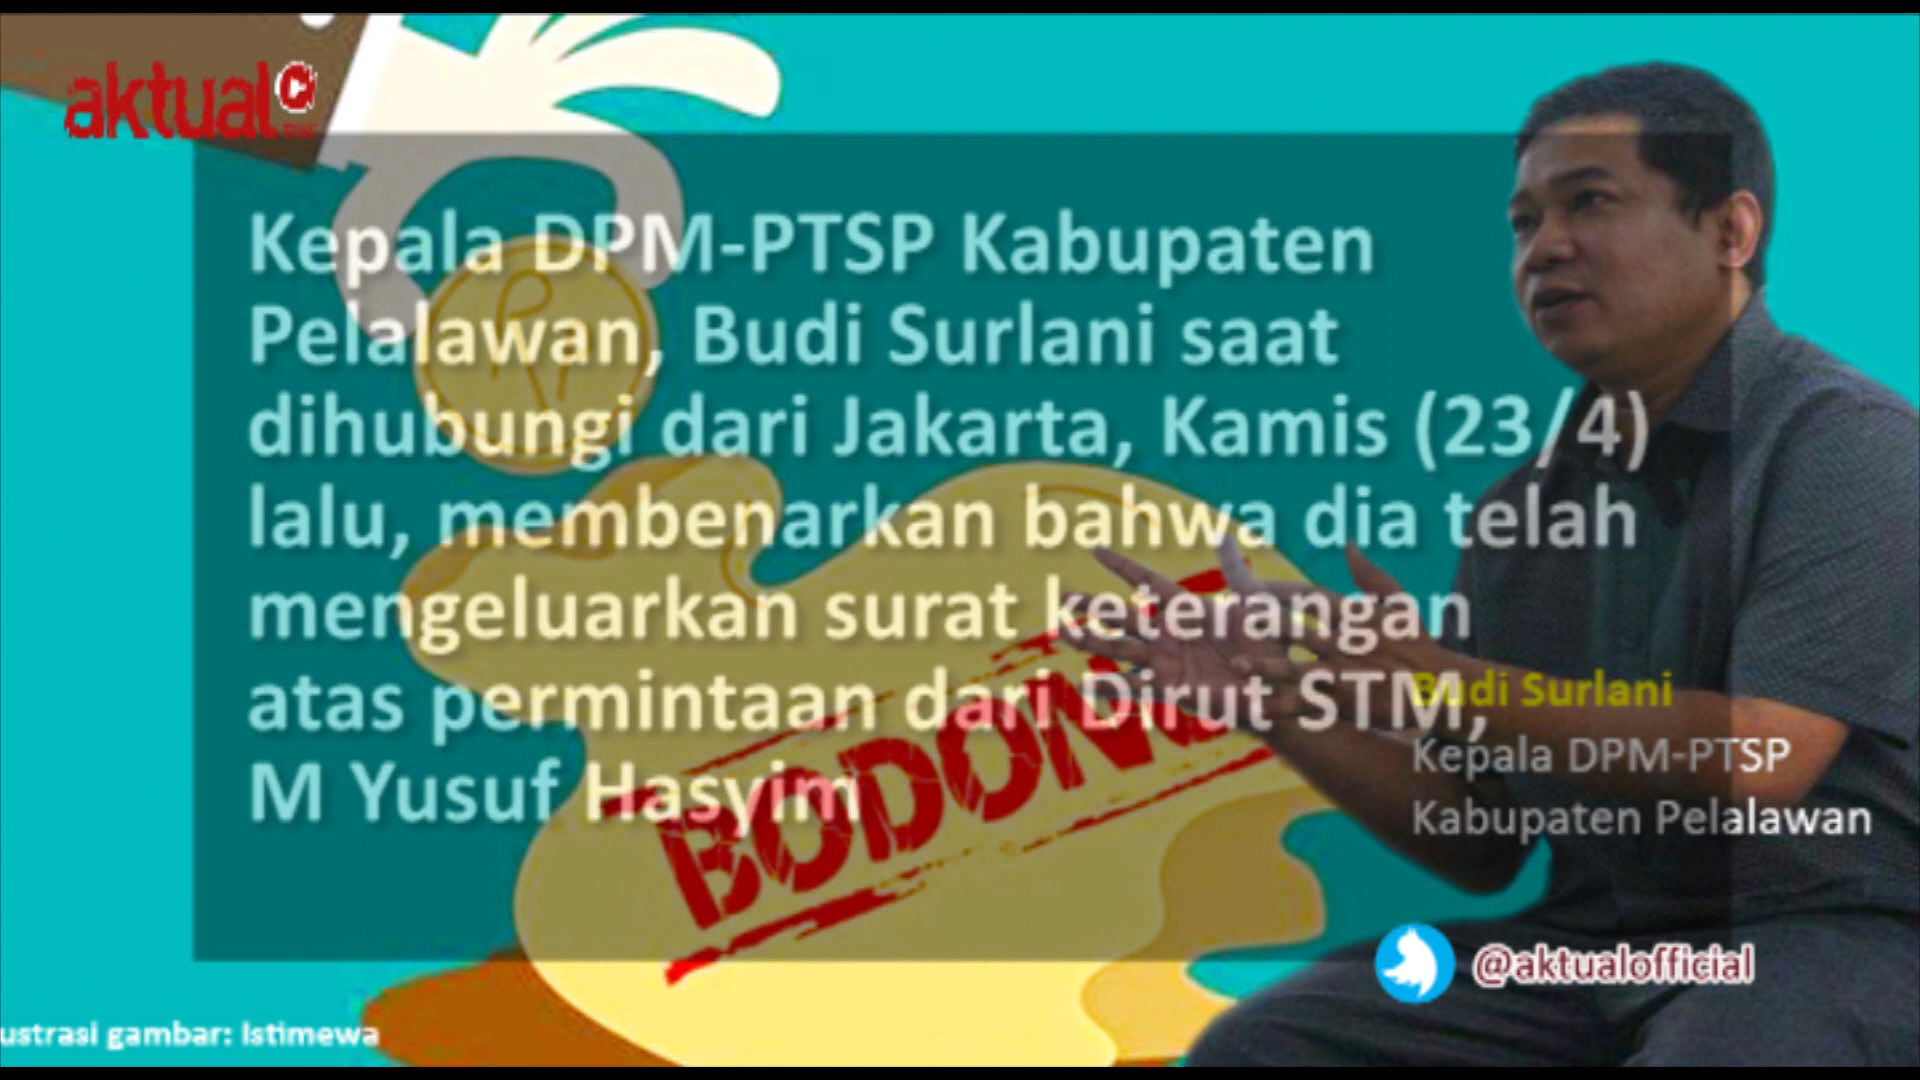 aktual
Kepala DPM-PTSP Kabupaten
Pelalawan, Budi Surlani saat
dihubungi dari Jakarta, Kamis (23/4)
lalu, membenarkan bahwa dia telah
mengeluarkan surat keterangan
atas permintaan dari Dirut STM,
M Yusuf Hasyim
BODONG
Budi Surlani
Kepala DPM-PTSP
Kabupaten Pelalawan
@aktualofficial
ustrasi gambar: Istimewa